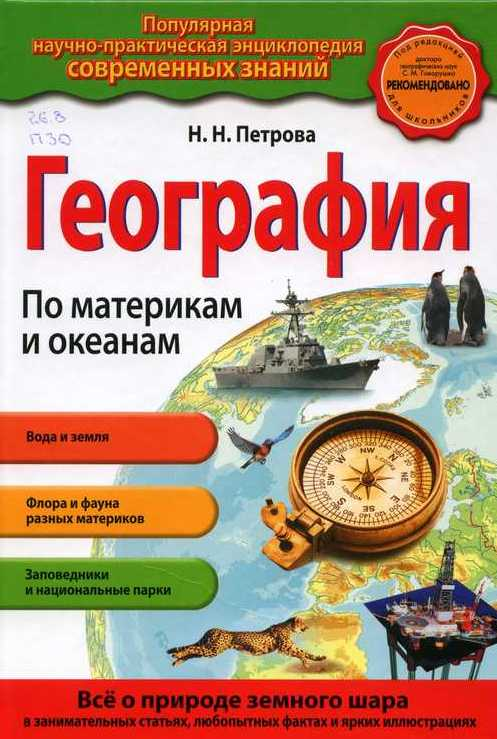 Популярная
научно-практическая энциклопедия
современных знаний
Под редакцией
доктора
географических наук
С. М. Говорушко
РЕКОМЕНДОВАНО
ДЛЯ ШКОЛЬНИКОВ
26.8
П30
Н. Н. Петрова
География
По материкам
и океанам
Вода и земля
Флора и фауна
разных материков
Заповедники
и национальные парки
NW
N
W
Всё о природе земного шара
в занимательных статьях, любопытных фактах и ярких иллюстрациях